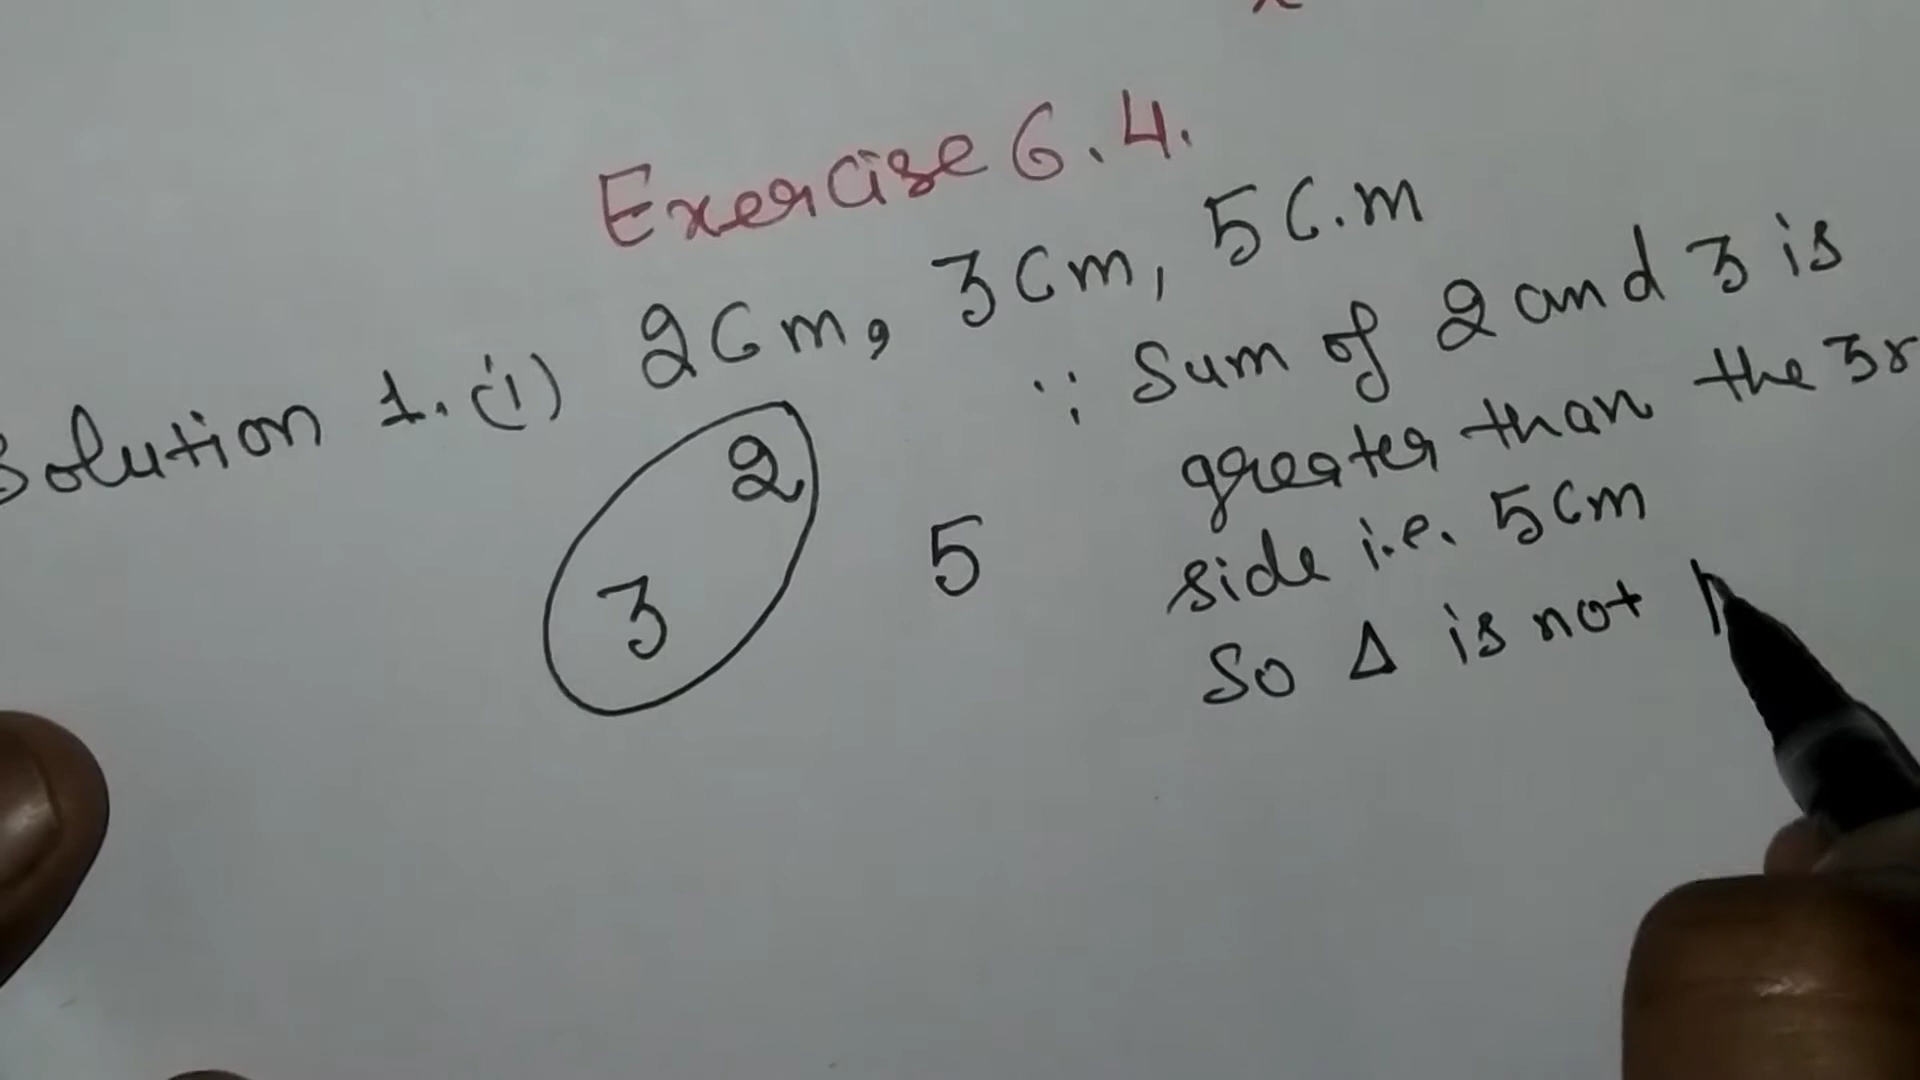 Exercise 6.4.
Solution 1. (i) 2Cm, 3Cm, 5C.m
2
3
5
∵ Sum of 2 and 3 is
greater than the 3r
side i.e. 5Cm
So Δ is not